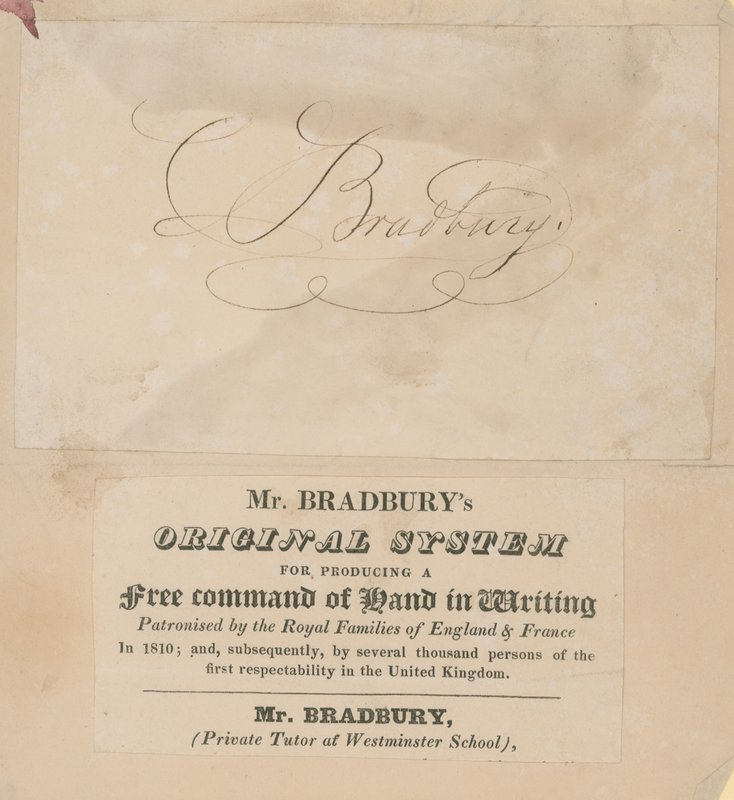 C Bradbury.
Mr. BRADBURY's
ORIGINAL SYSTEM
FOR PRODUCING A
Free command of Hand in Writing
Patronised by the Royal Families of England & France
In 1810; and, subsequently, by several thousand persons of the
first respectability in the United Kingdom.
Mr. BRADBURY,
(Private Tutor at Westminster School),